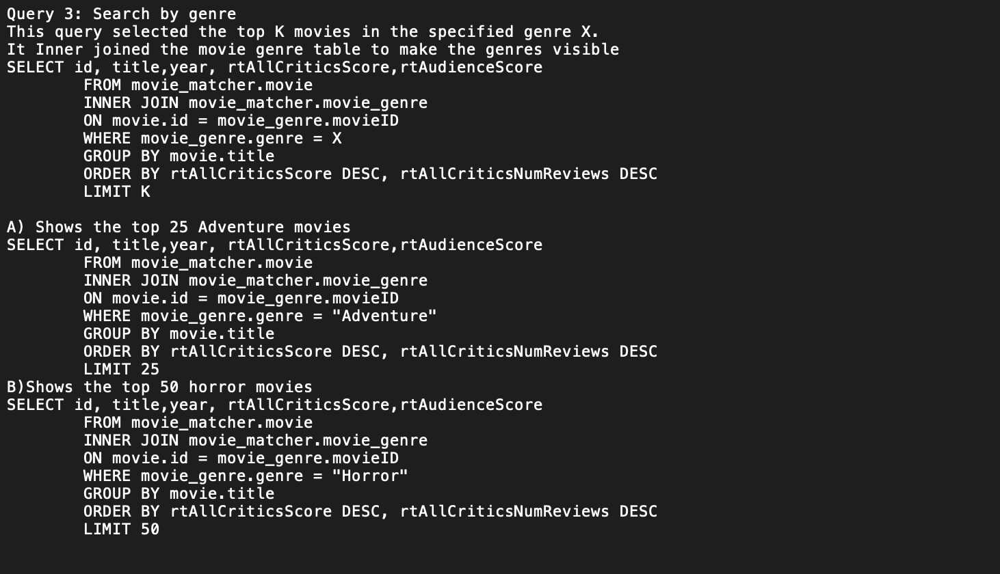 Query 3: Search by genre
This query selected the top K movies in the specified genre X.
It Inner joined the movie genre table to make the genres visible
SELECT id, title,year, rtAllCriticsScore,rtAudienceScore
FROM movie_matcher.movie
INNER JOIN movie_matcher.movie_genre
ON movie.id = movie_genre.movieID
WHERE movie_genre.genre = X
GROUP BY movie.title
ORDER BY rtAllCriticsScore DESC, rtAllCriticsNumReviews DESC
LIMIT K
A) Shows the top 25 Adventure movies
SELECT id, title,year, rtAllCriticsScore,rtAudienceScore
FROM movie_matcher.movie
INNER JOIN movie_matcher.movie_genre
ON movie.id = movie_genre.movieID
WHERE movie_genre.genre = "Adventure"
GROUP BY movie.title
ORDER BY rtAllCriticsScore DESC, rtAllCriticsNumReviews DESC
LIMIT 25
B)Shows the top 50 horror movies
SELECT id, title,year, rtAllCriticsScore,rtAudienceScore
FROM movie_matcher.movie
INNER JOIN movie_matcher.movie_genre
ON movie.id = movie_genre.movieID
WHERE movie_genre.genre = "Horror"
GROUP BY movie.title
ORDER BY rtAllCriticsScore DESC, rtAllCriticsNumReviews DESC
LIMIT 50